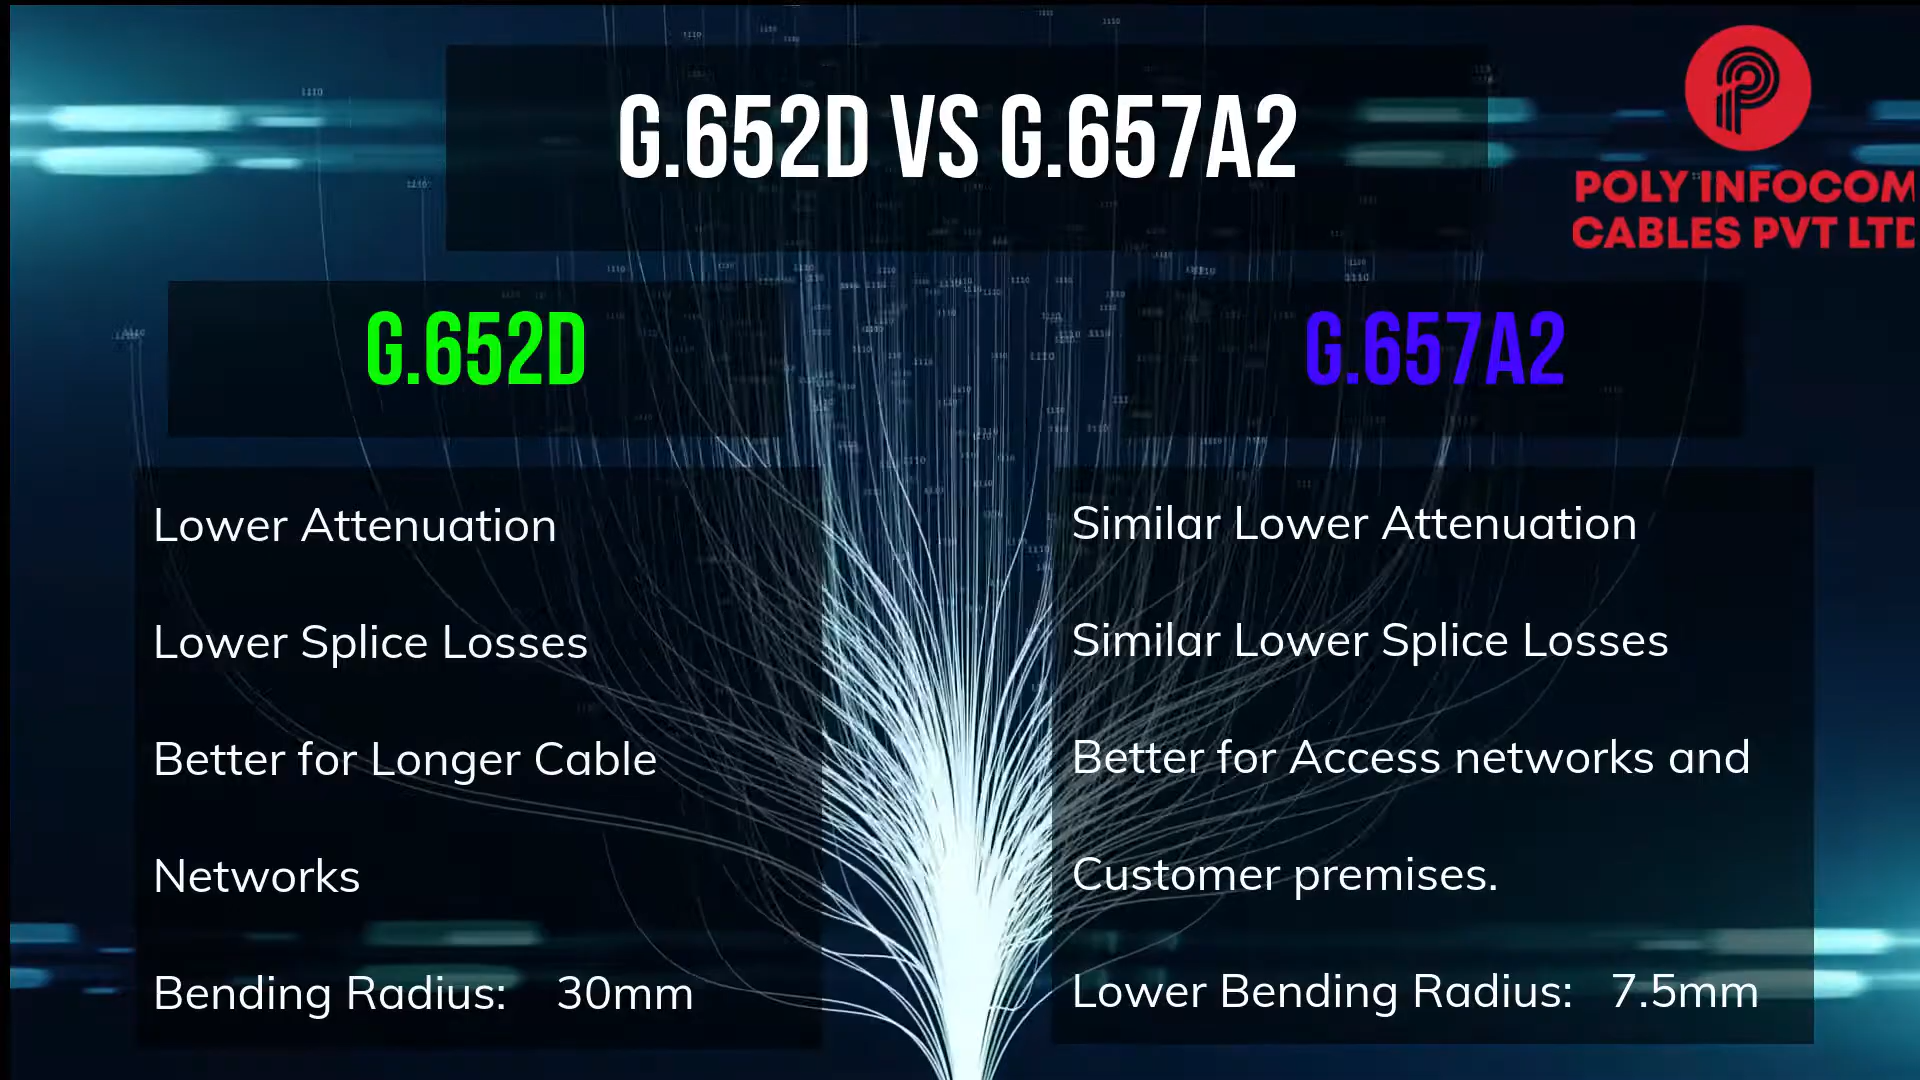 G.652D VS G.657A2
POLY INFOCOM
CABLES PVT LTD
G.652D
G.657A2
Lower Attenuation
Lower Splice Losses
Better for Longer Cable
Networks
Bending Radius: 30mm
Similar Lower Attenuation
Similar Lower Splice Losses
Better for Access networks and
Customer premises.
Lower Bending Radius: 7.5mm